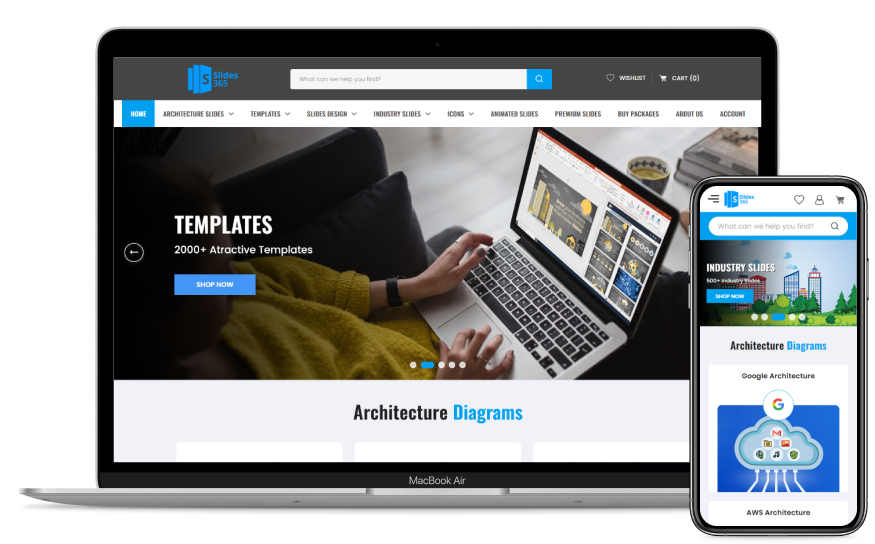 Slides
365
S
What can we help you find?
WISHLIST
CART (0)
HOME
ARCHITECTURE SLIDES
TEMPLATES
SLIDES DESIGN
INDUSTRY SLIDES
ICONS
ANIMATED SLIDES
PREMIUM SLIDES
BUY PACKAGES
ABOUT US
ACCOUNT
TEMPLATES
2000+ Atractive Templates
SHOP NOW
Architecture Diagrams
MacBook Air
S
Slides
365
What can we help you find?
INDUSTRY SLIDES
500+ Industry Slides
SHOP NOW
Architecture Diagrams
Google Architecture
G
M
AWS Architecture